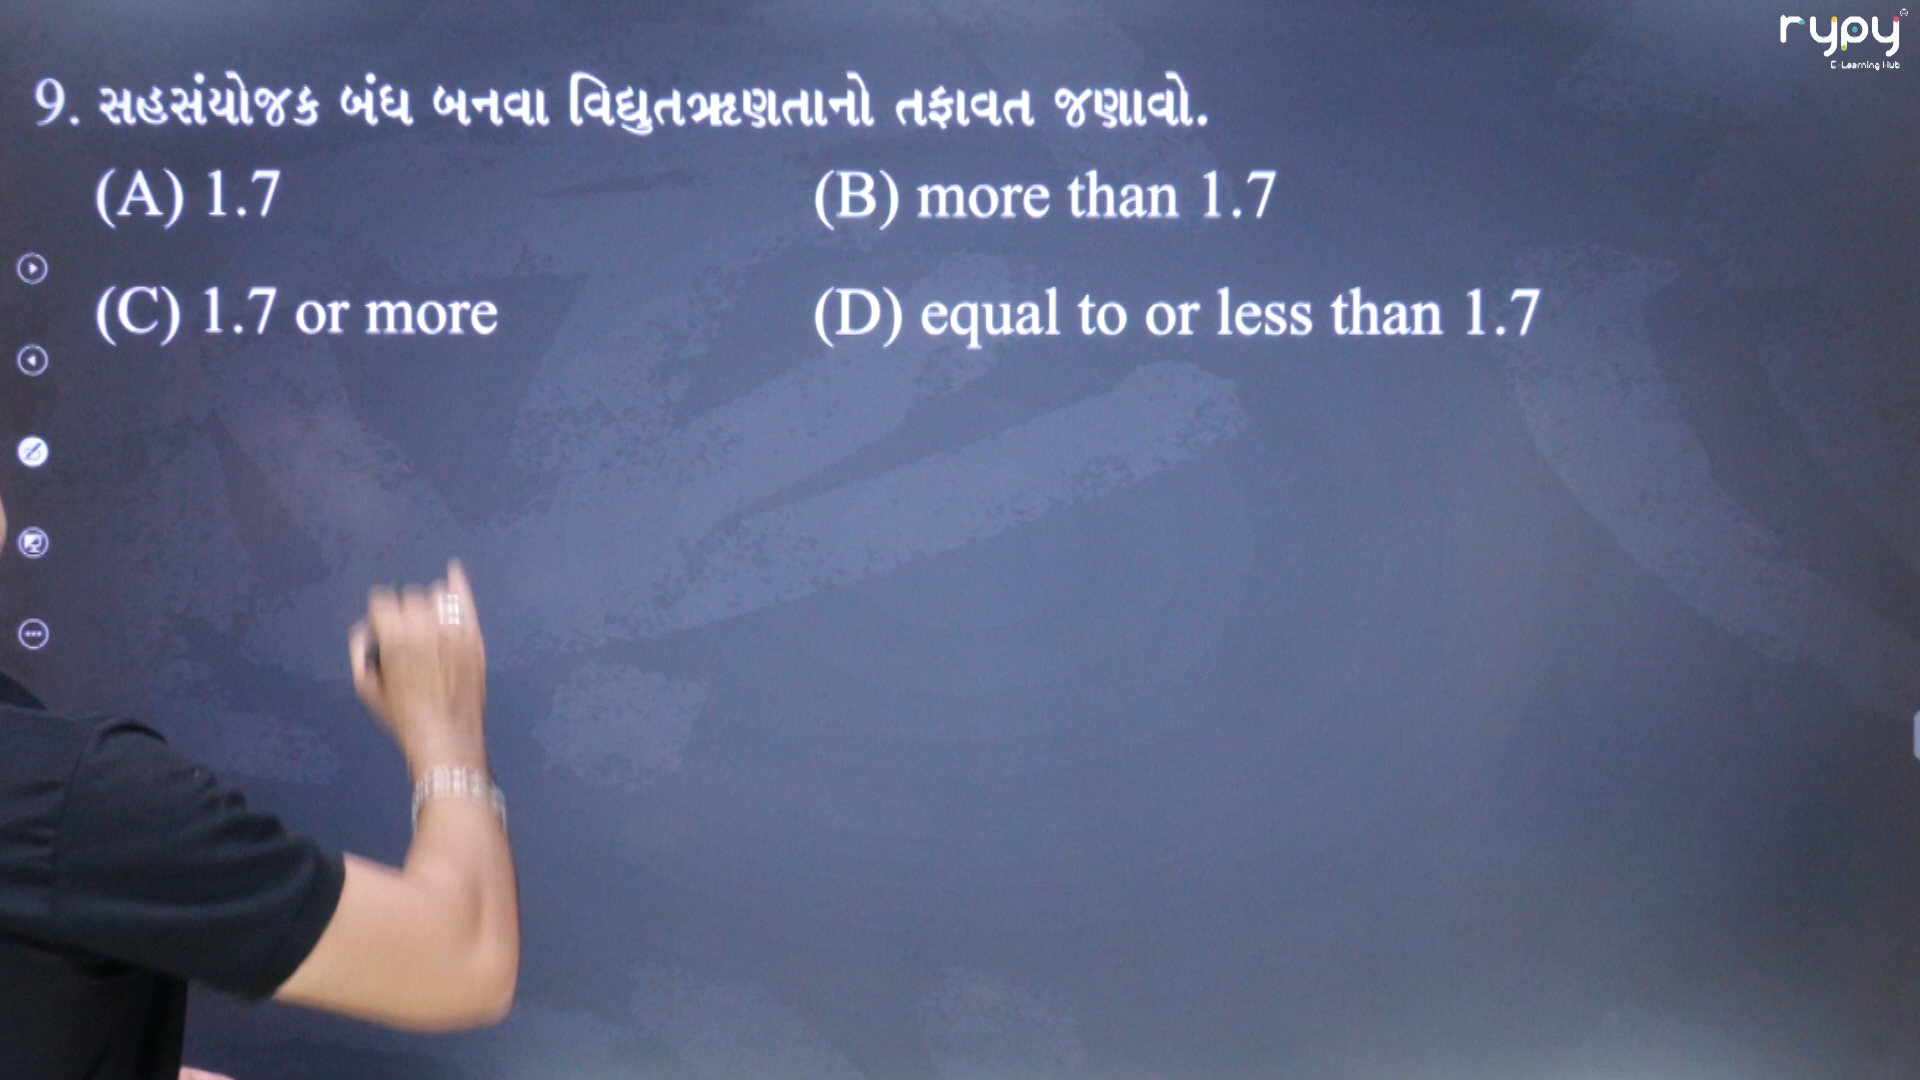 rypy
E-Learning Hub
9. સહસંયોજક બંધ બનવા વિદ્યુતઋણતાનો તફાવત જણાવો.
(A) 1.7 (B) more than 1.7
(C) 1.7 or more (D) equal to or less than 1.7